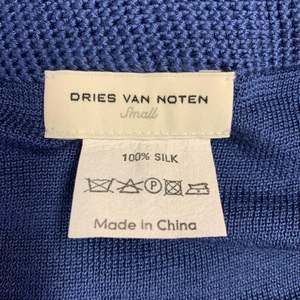 DRIES VAN NOTEN
Small
100% SILK
P
Made in China